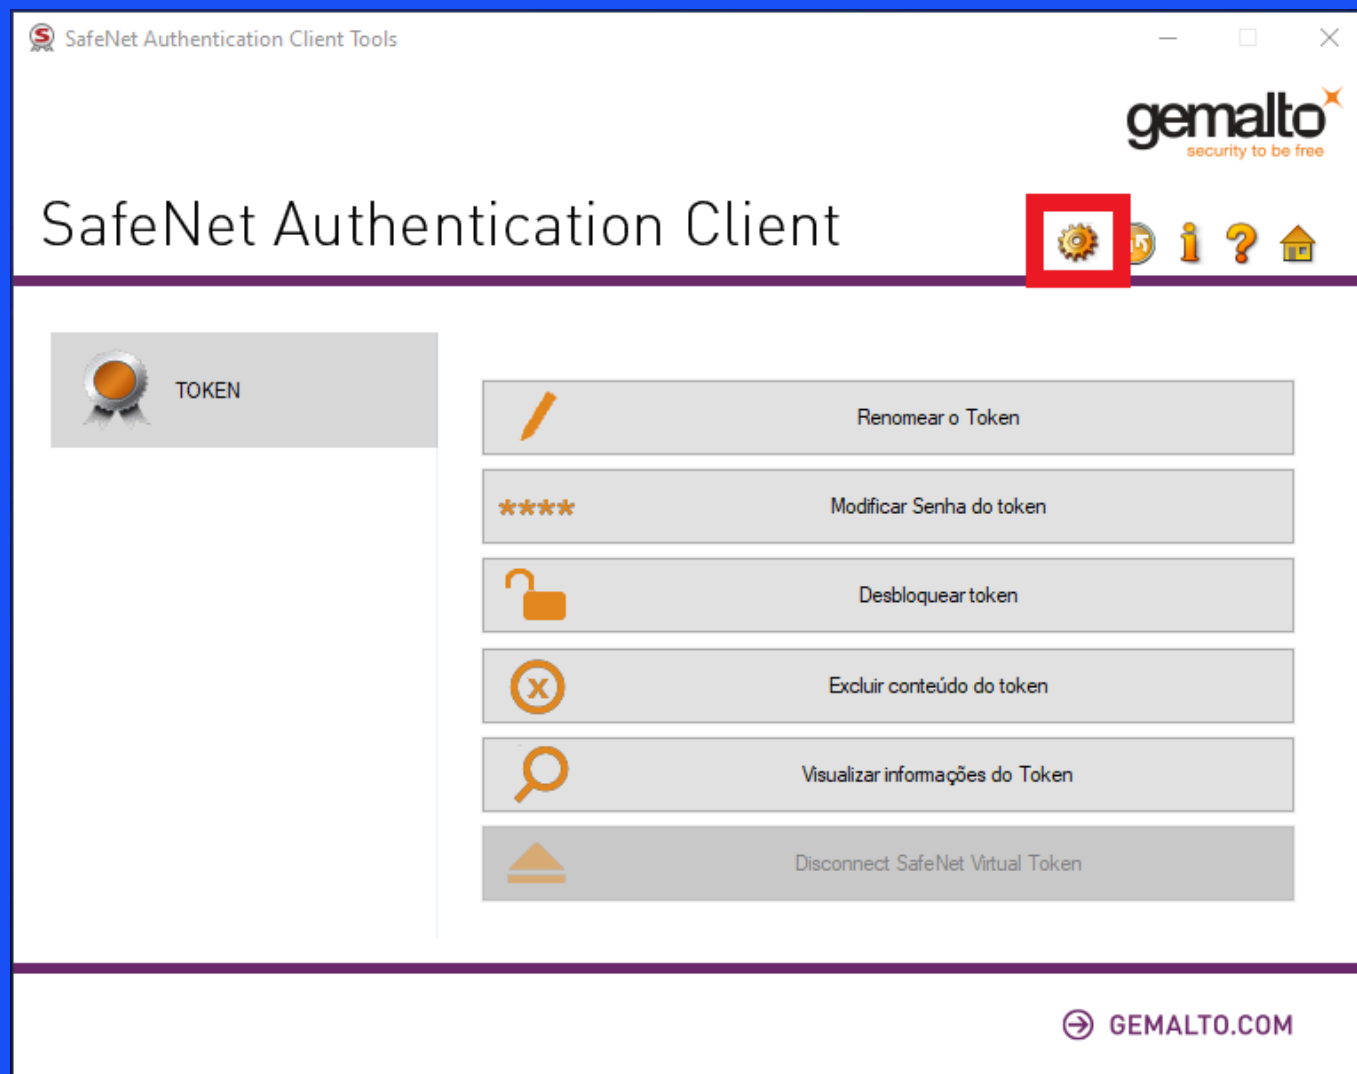 SafeNet Authentication Client Tools
gemalto
security to be free
SafeNet Authentication Client
TOKEN
Renomear o Token
**** Modificar Senha do token
Desbloquear token
Excluir conteúdo do token
Visualizar informações do Token
Disconnect SafeNet Virtual Token
GEMALTO.COM